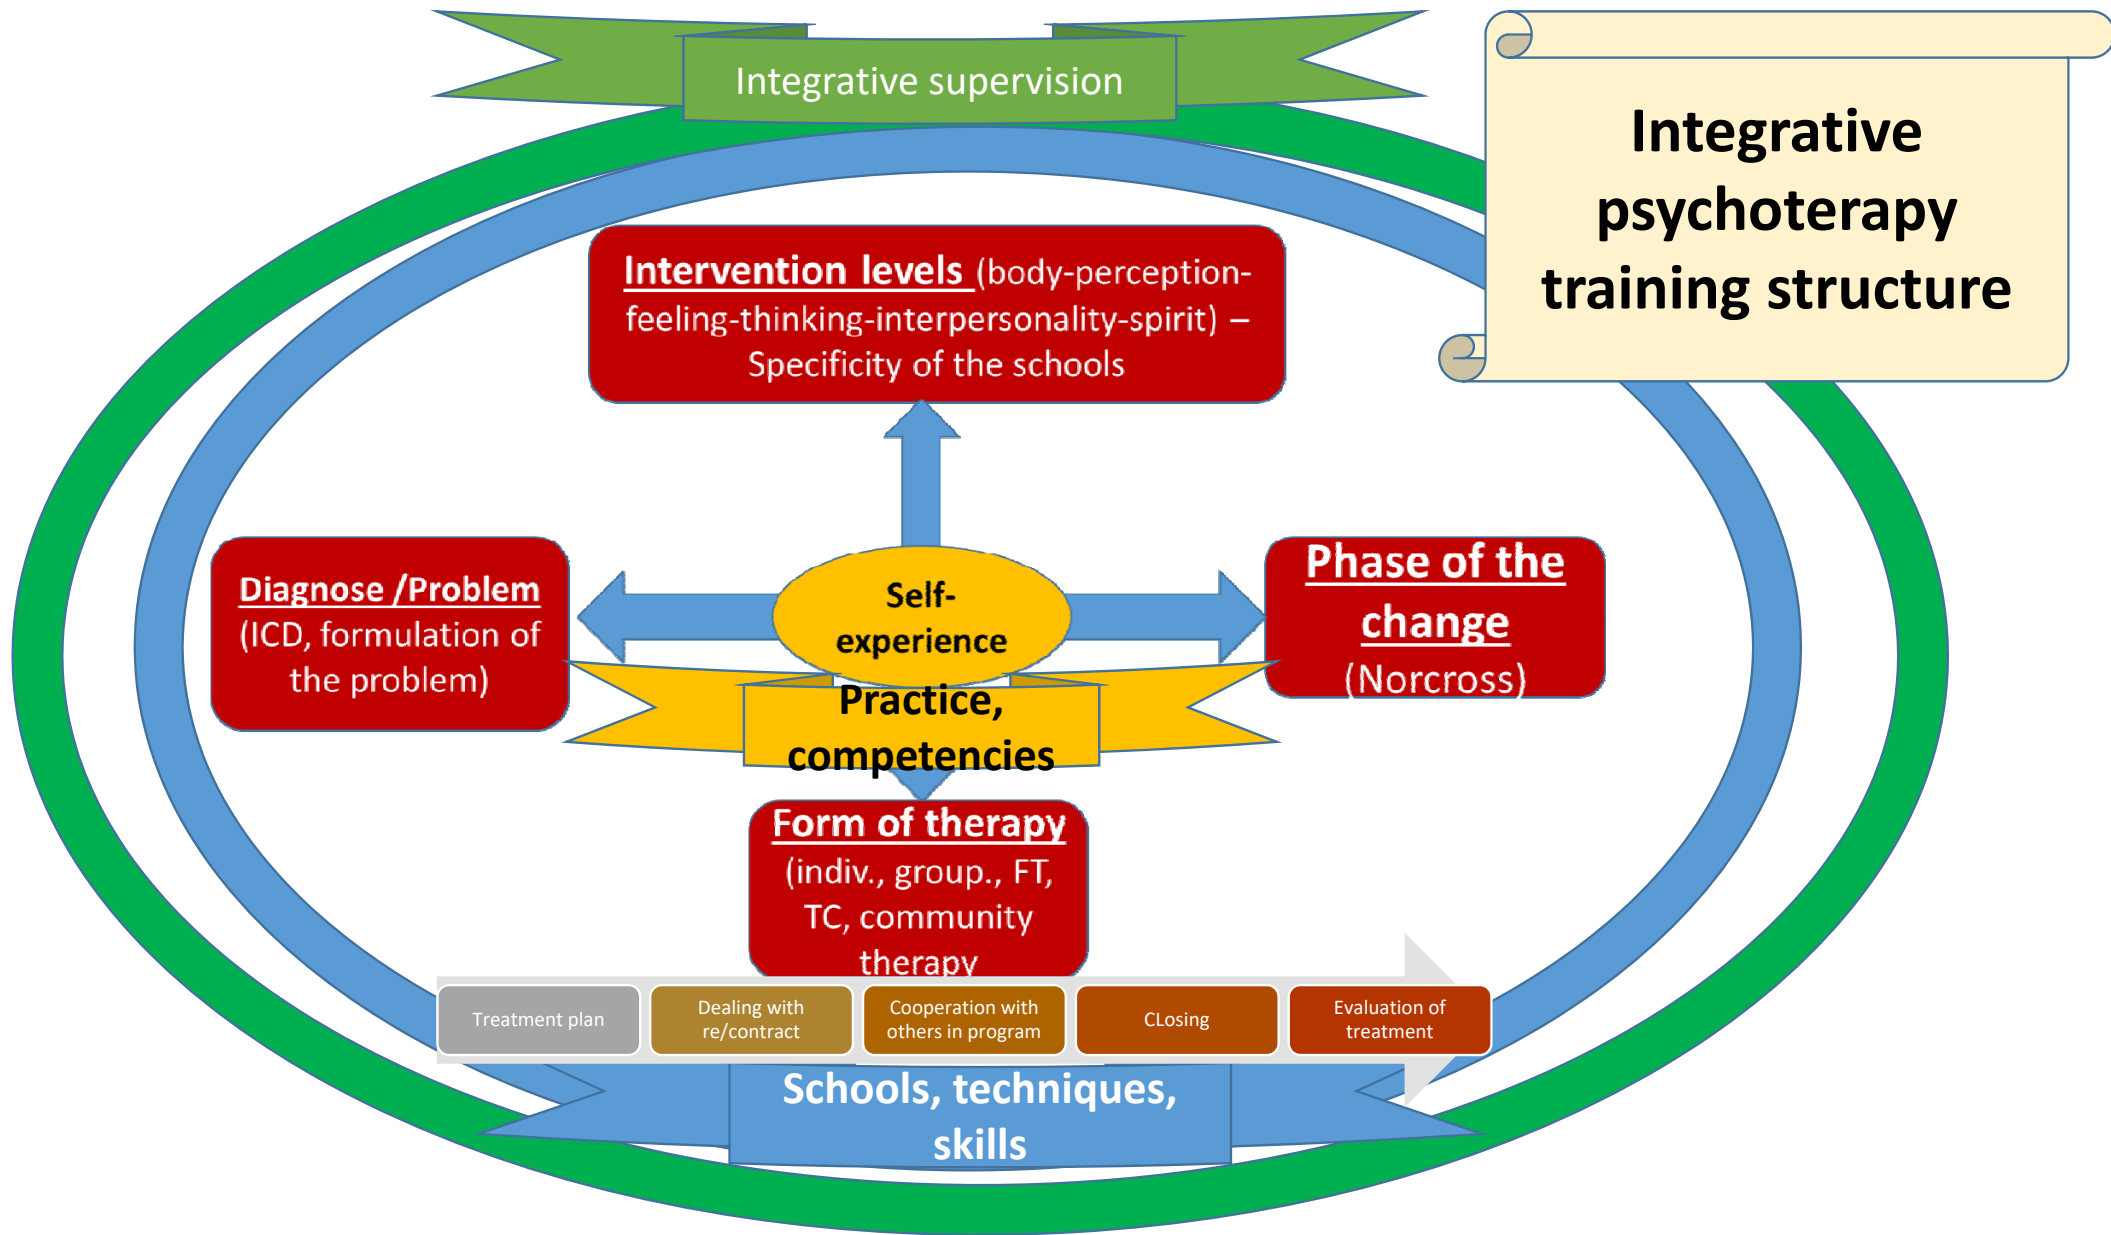 Integrative supervision
Integrative
psychoterapy
training structure
Intervention levels (body-perception-
feeling-thinking-interpersonality-spirit) –
Specificity of the schools
Diagnose /Problem
(ICD, formulation of
the problem)
Self-
experience
Phase of the
change
(Norcross)
Practice,
competencies
Form of therapy
(indiv., group., FT,
TC, community
therapy
Treatment plan
Dealing with
re/contract
Cooperation with
others in program
CLosing
Evaluation of
treatment
Schools, techniques,
skills